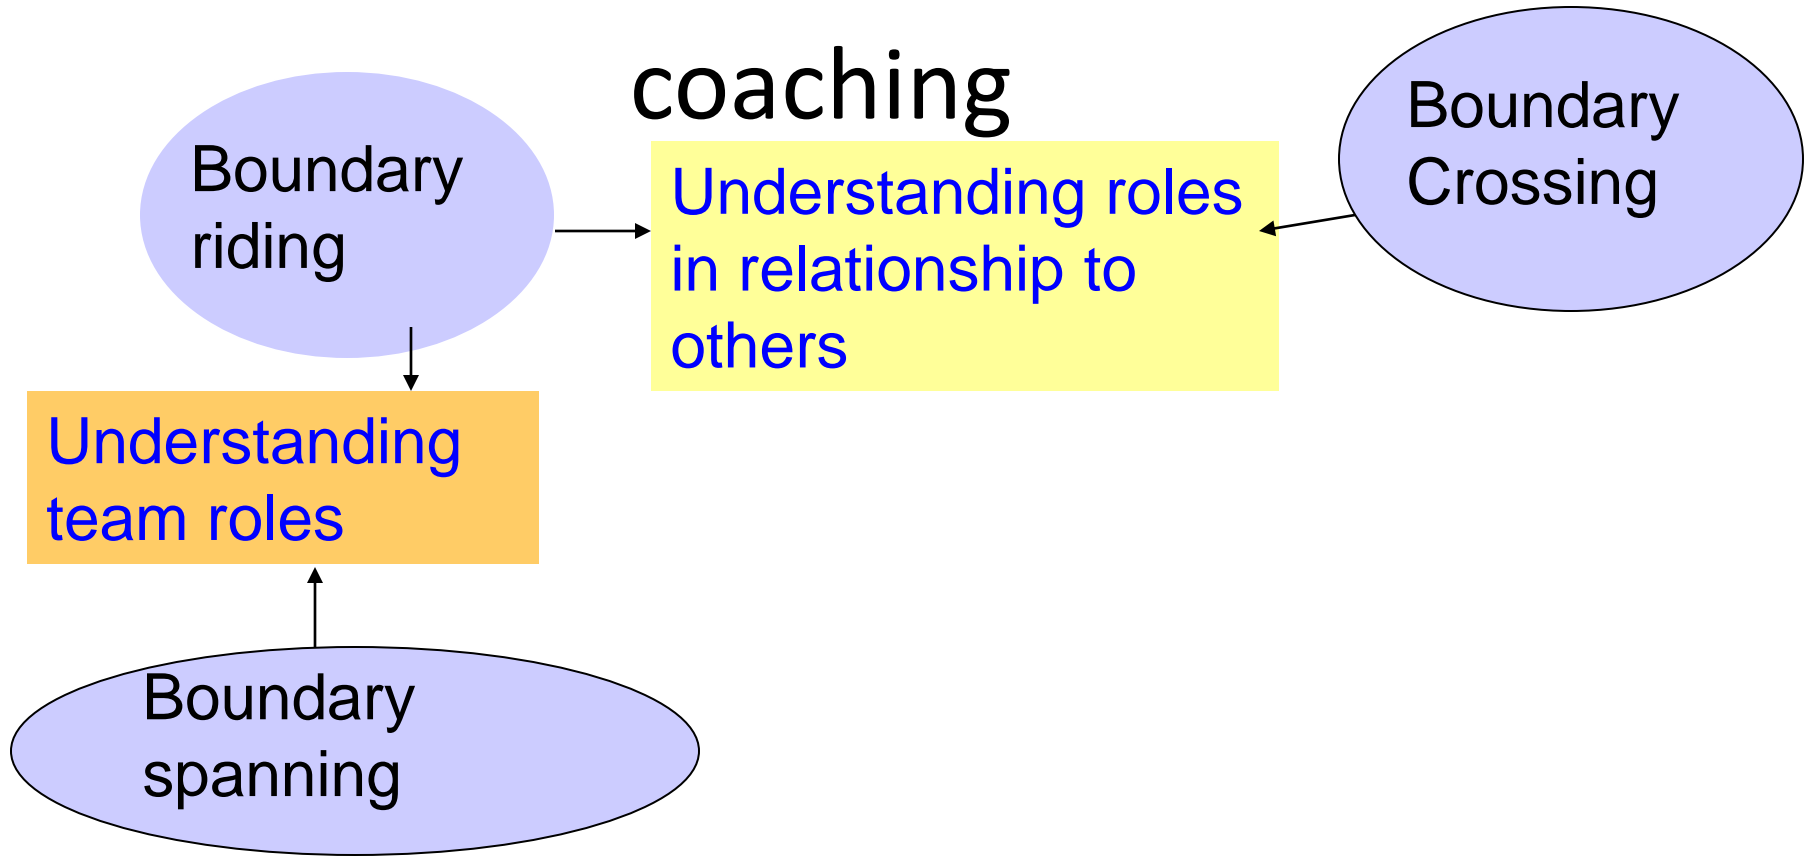 coaching
Boundary
riding
Understanding roles
in relationship to
others
Boundary
Crossing
Understanding
team roles
Boundary
spanning